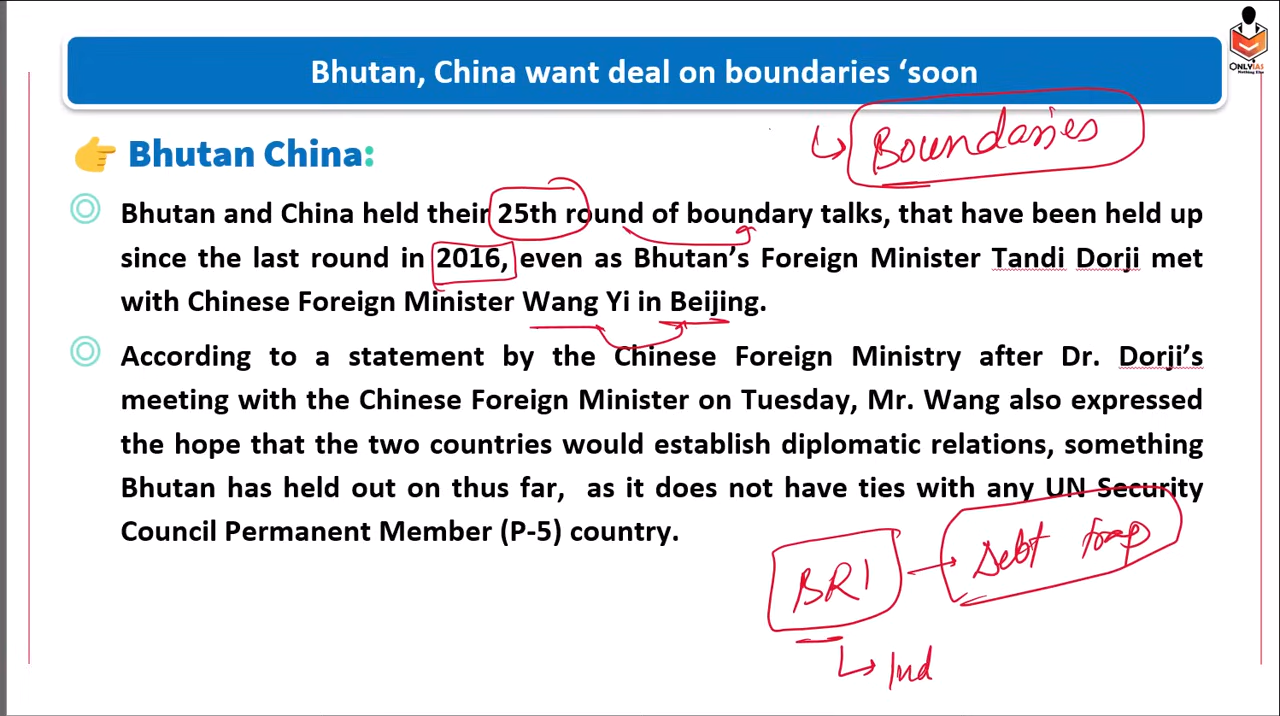 Bhutan, China want deal on boundaries ‘soon
ONLYIAS
Nothing Else
Boundaries
Bhutan China:
Bhutan and China held their 25th round of boundary talks, that have been held up
since the last round in 2016, even as Bhutan’s Foreign Minister Tandi Dorji met
with Chinese Foreign Minister Wang Yi in Beijing.
According to a statement by the Chinese Foreign Ministry after Dr. Dorji’s
meeting with the Chinese Foreign Minister on Tuesday, Mr. Wang also expressed
the hope that the two countries would establish diplomatic relations, something
Bhutan has held out on thus far, as it does not have ties with any UN Security
Council Permanent Member (P-5) country.
BRI → Debt trap
Ind